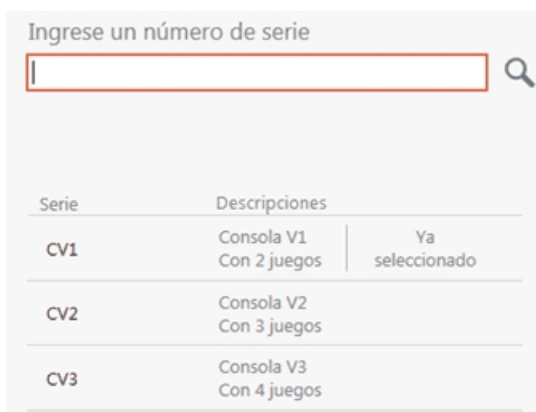 Ingrese un número de serie
Serie Descripciones
CV1 Consola V1 Ya
Con 2 juegos seleccionado
CV2 Consola V2
Con 3 juegos
CV3 Consola V3
Con 4 juegos